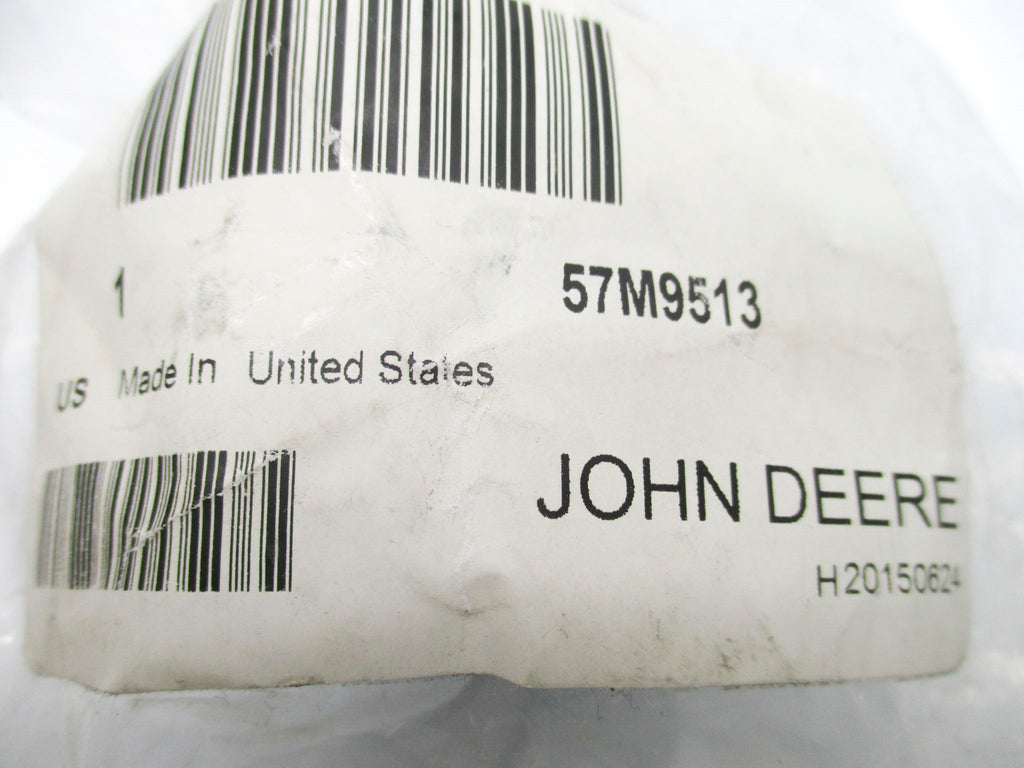 1 57M9513
US Made In United States
JOHN DEERE
H20150624